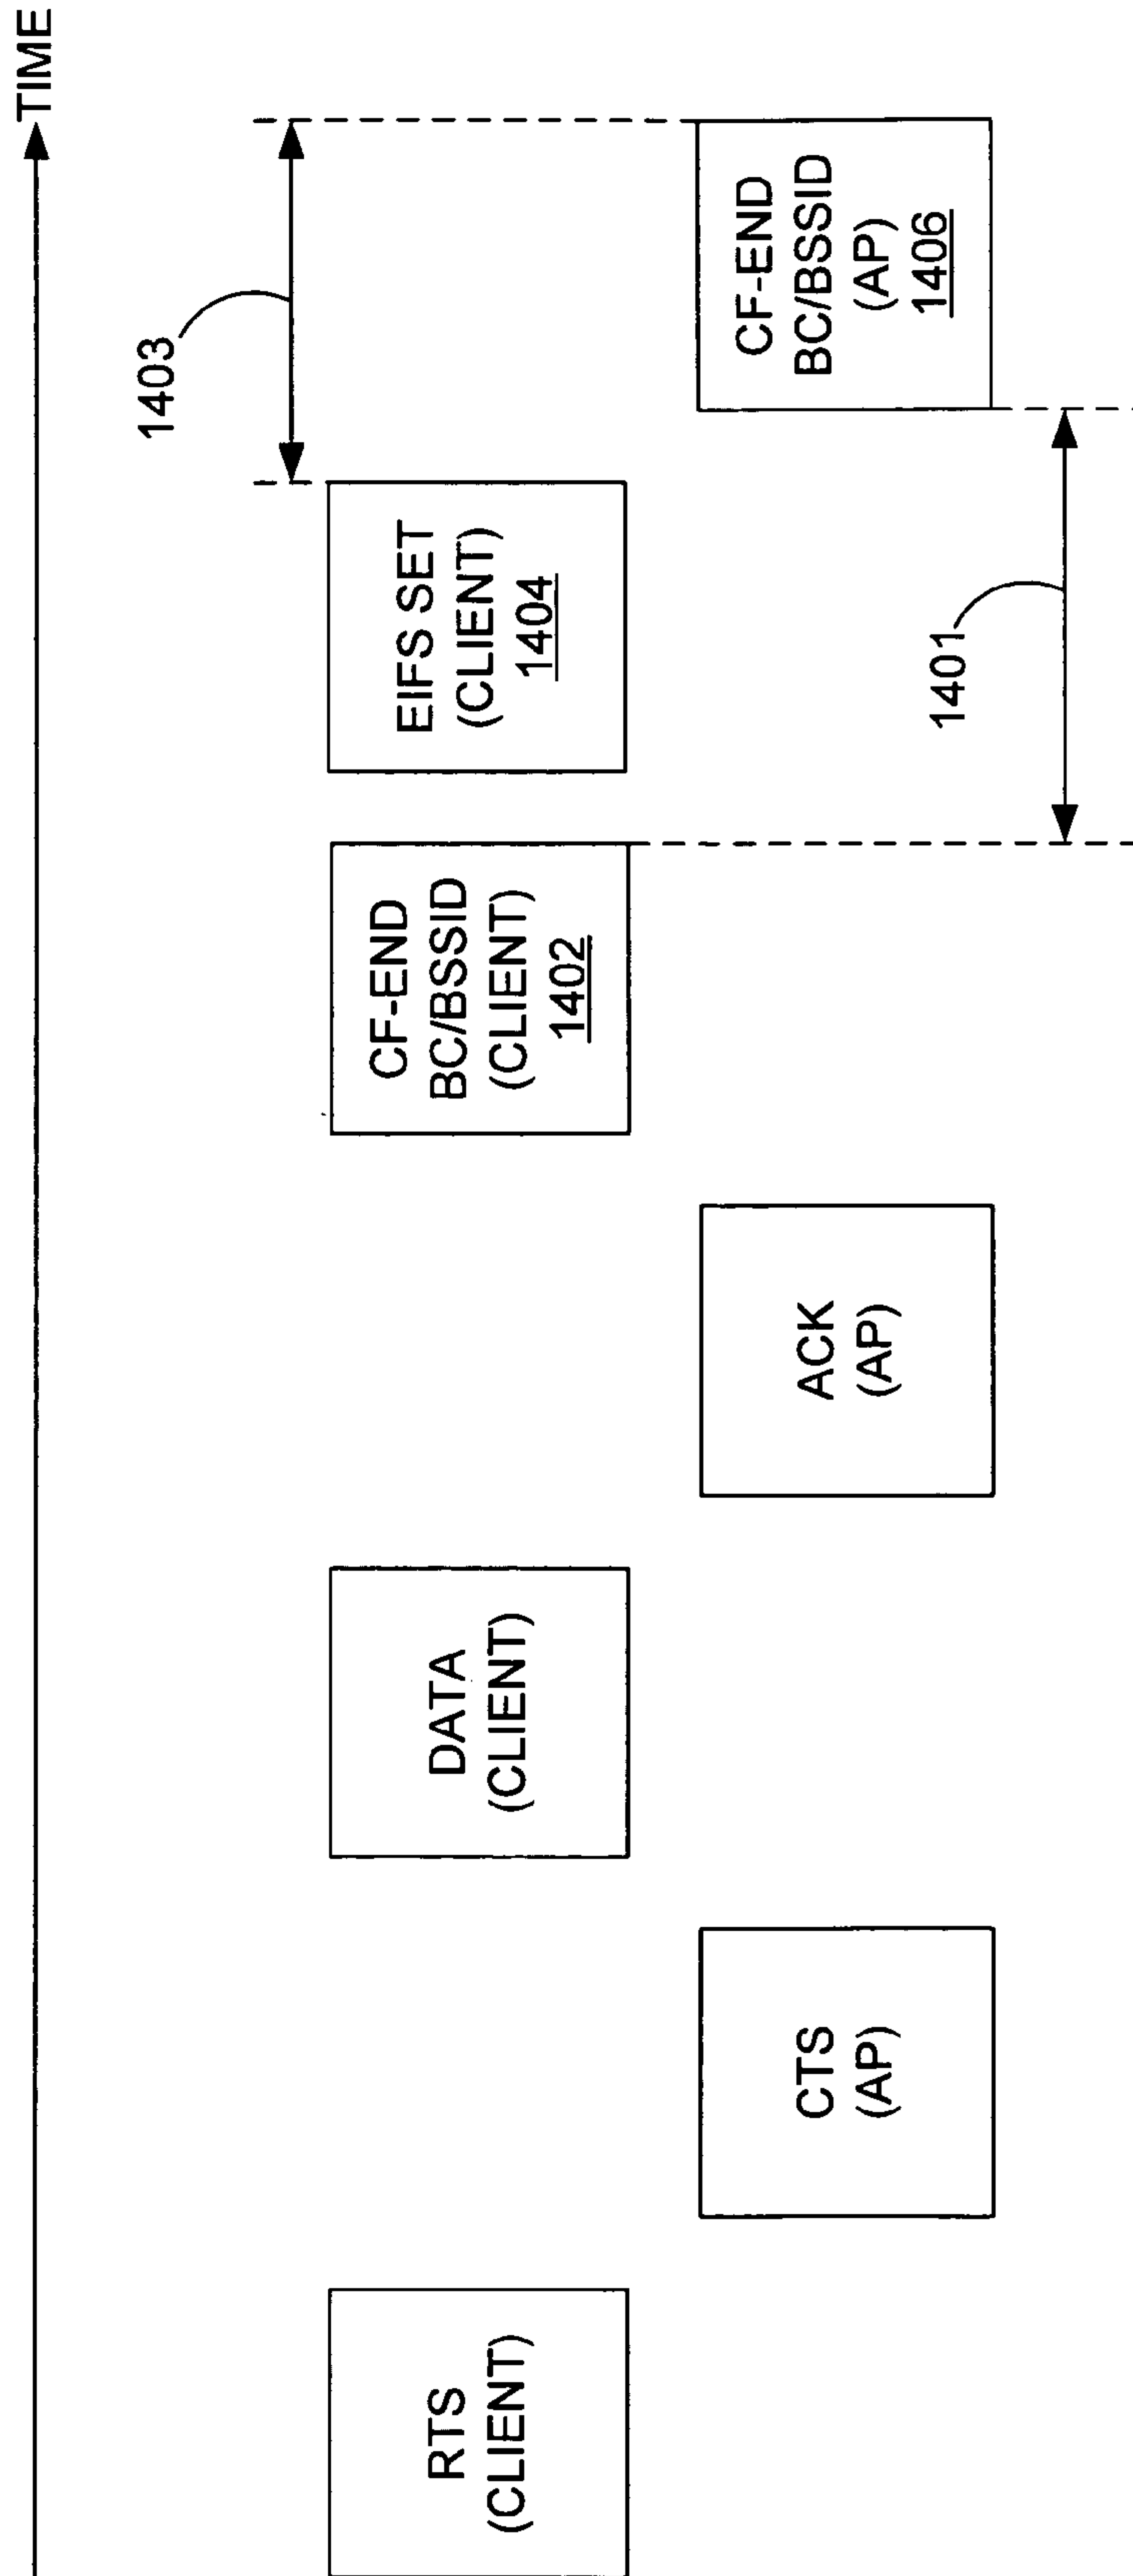 TIME
1403
RTS
(CLIENT)
CTS
(AP)
DATA
(CLIENT)
ACK
(AP)
CF-END
BC/BSSID
(CLIENT)
1402
EIFS SET
(CLIENT)
1404
CF-END
BC/BSSID
(AP)
1406
1401